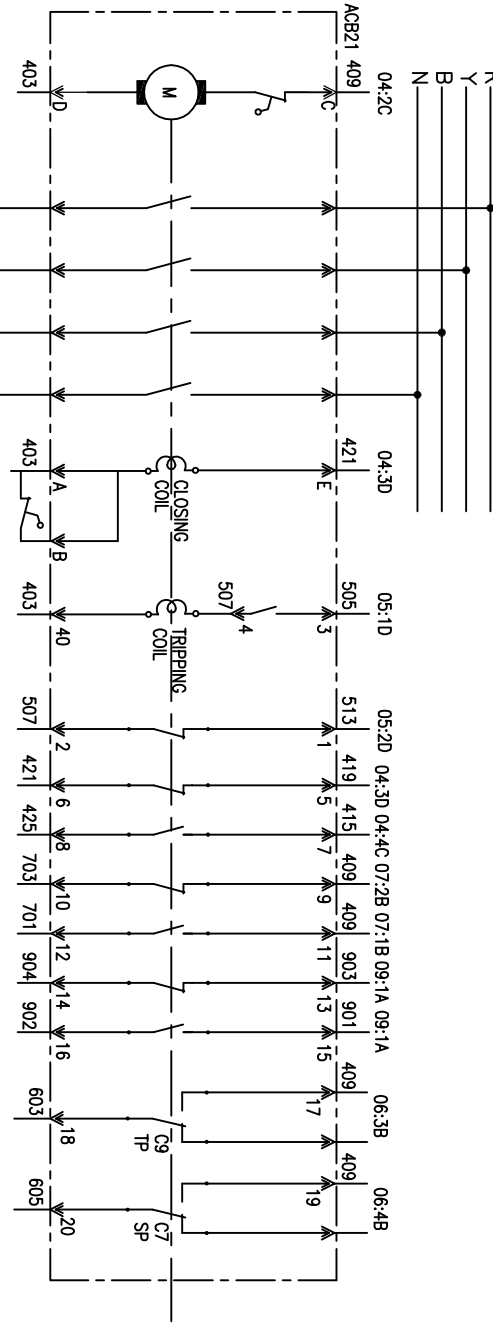 R
Y
B
N
04:2C
04:3D
05:1D
05:2D
04:3D
04:4C
07:2B
07:1B
09:1A
09:1A
06:3B
06:4B
ACB21
409
421
505
513
419
415
409
409
903
901
409
409
C
E
3
1
5
7
9
11
13
15
17
19
507
4
M
CLOSING
COIL
TRIPPING
COIL
C9
TP
C7
SP
D
A
B
40
2
6
8
10
12
14
16
18
20
403
403
403
507
421
425
703
701
904
902
603
605